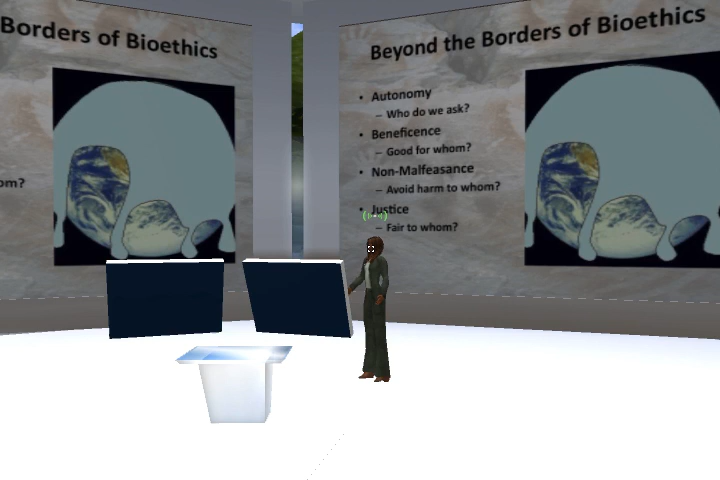 Borders of Bioethics
om?
Beyond the Borders of Bioethics
• Autonomy
– Who do we ask?
• Beneficence
– Good for whom?
• Non-Malfeasance
– Avoid harm to whom?
• Justice
– Fair to whom?